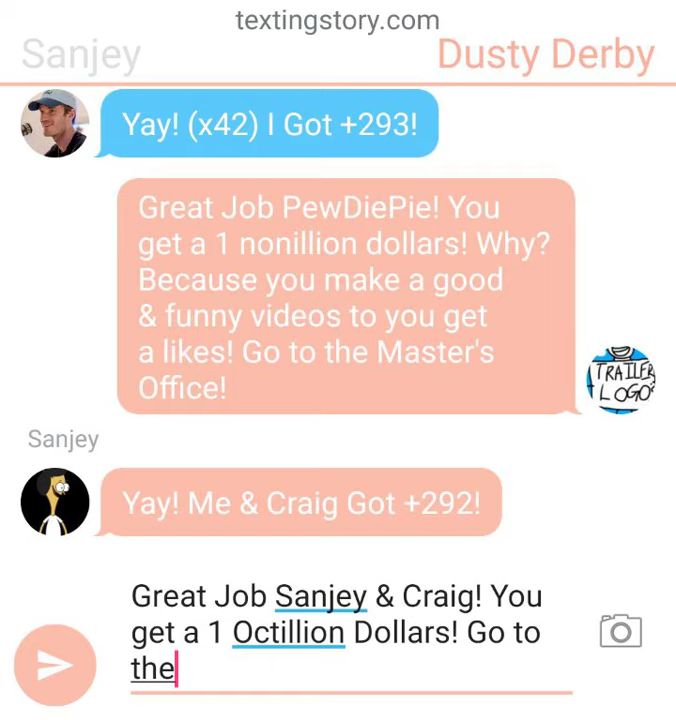 textingstory.com
Sanjey
Dusty Derby
Yay! (x42) I Got +293!
Great Job PewDiePie! You
get a 1 nonillion dollars! Why?
Because you make a good
& funny videos to you get
a likes! Go to the Master's
Office!
TRAILER
LOGO
Sanjey
Yay! Me & Craig Got +292!
Great Job Sanjey & Craig! You
get a 1 Octillion Dollars! Go to
the